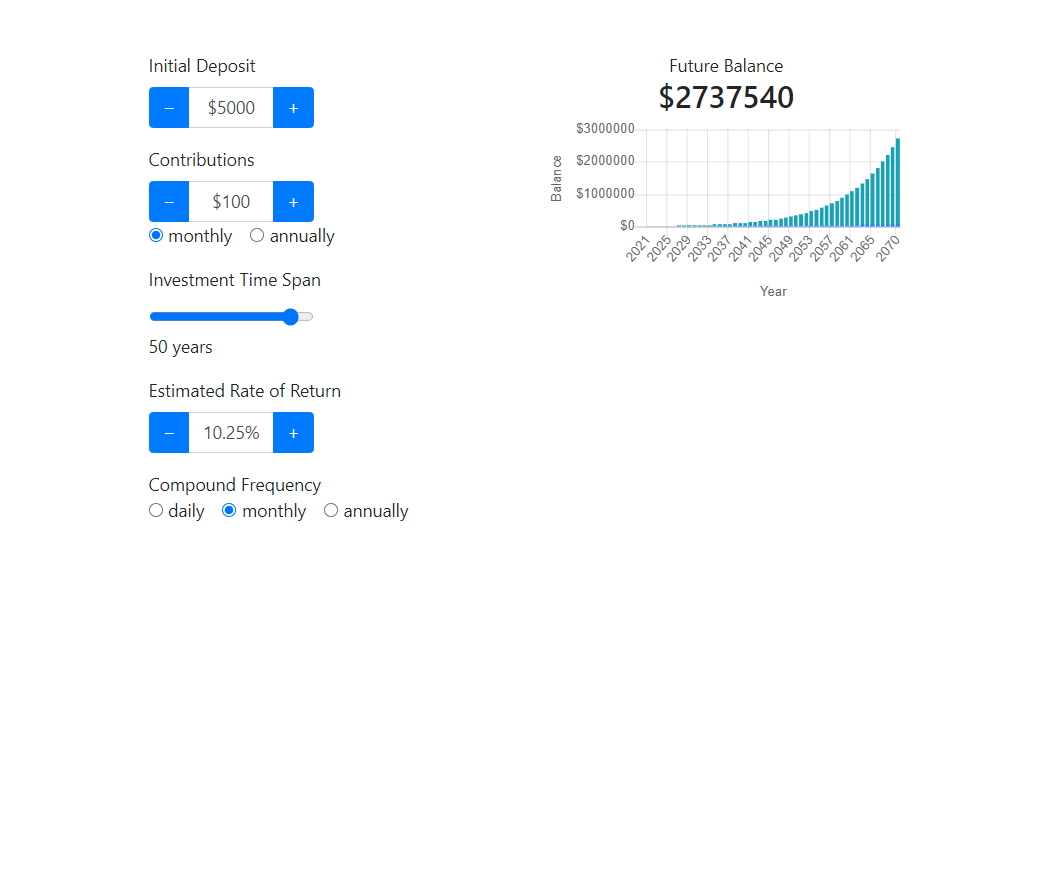 Initial Deposit
− $5000 +
Contributions
− $100 +
monthly annually
Investment Time Span
50 years
Estimated Rate of Return
− 10.25% +
Compound Frequency
daily monthly annually
Future Balance
$2737540
Balance
$3000000
$2000000
$1000000
$0
2021 2025 2029 2033 2037 2041 2045 2049 2053 2057 2061 2065 2070
Year